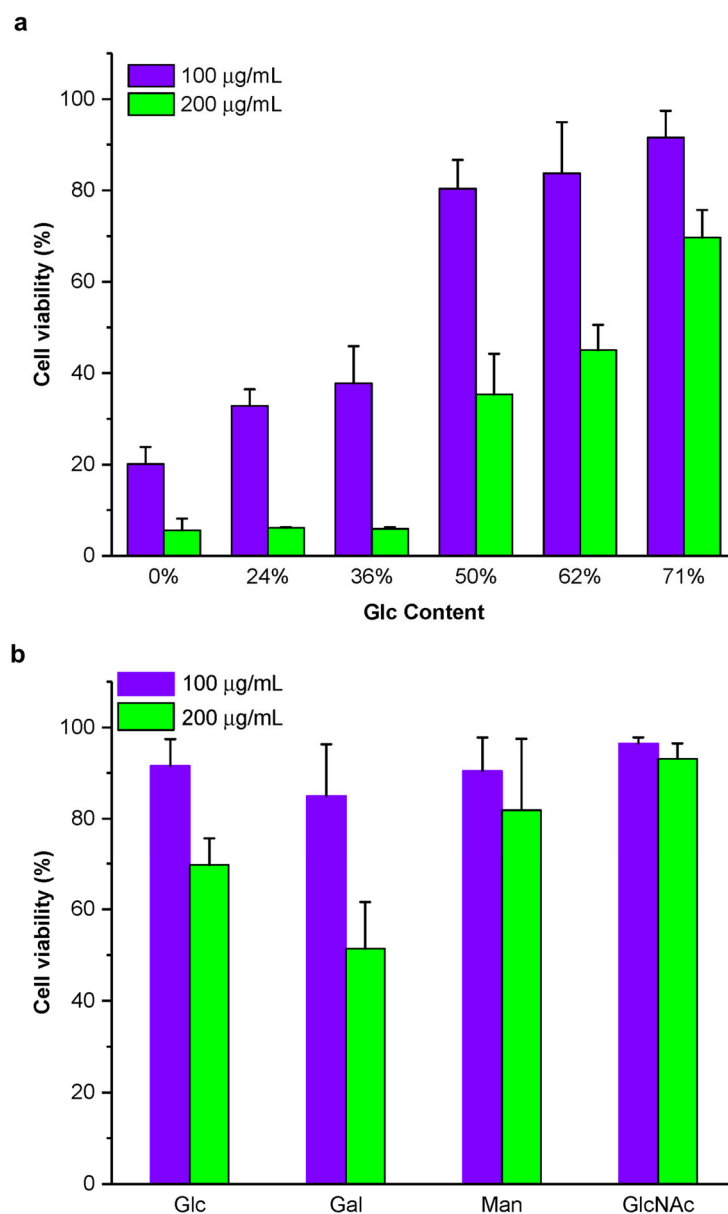 a
100 μg/mL
200 μg/mL
100
80
60
40
20
0
Cell viability (%)
0% 24% 36% 50% 62% 71%
Glc Content
b
100 μg/mL
200 μg/mL
100
80
60
40
20
0
Cell viability (%)
Glc Gal Man GlcNAc